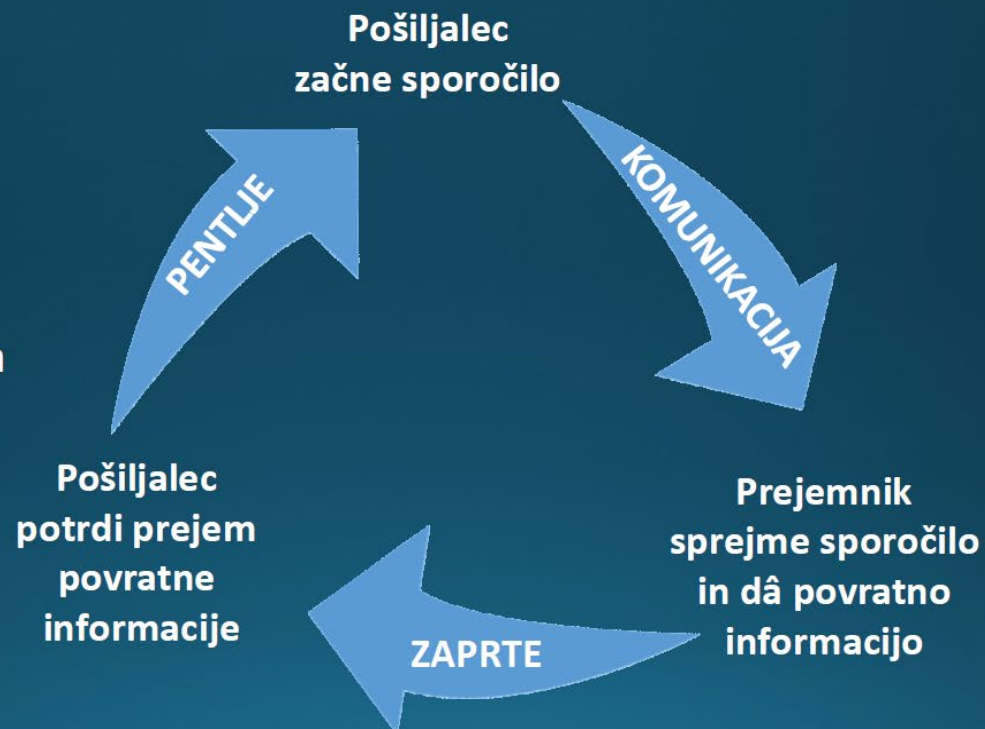 Pošiljalec
začne sporočilo
KOMUNIKACIJA
Prejemnik
sprejme sporočilo
in dâ povratno
informacijo
ZAPRTE
Pošiljalec
potrdi prejem
povratne
informacije
PENTLJE